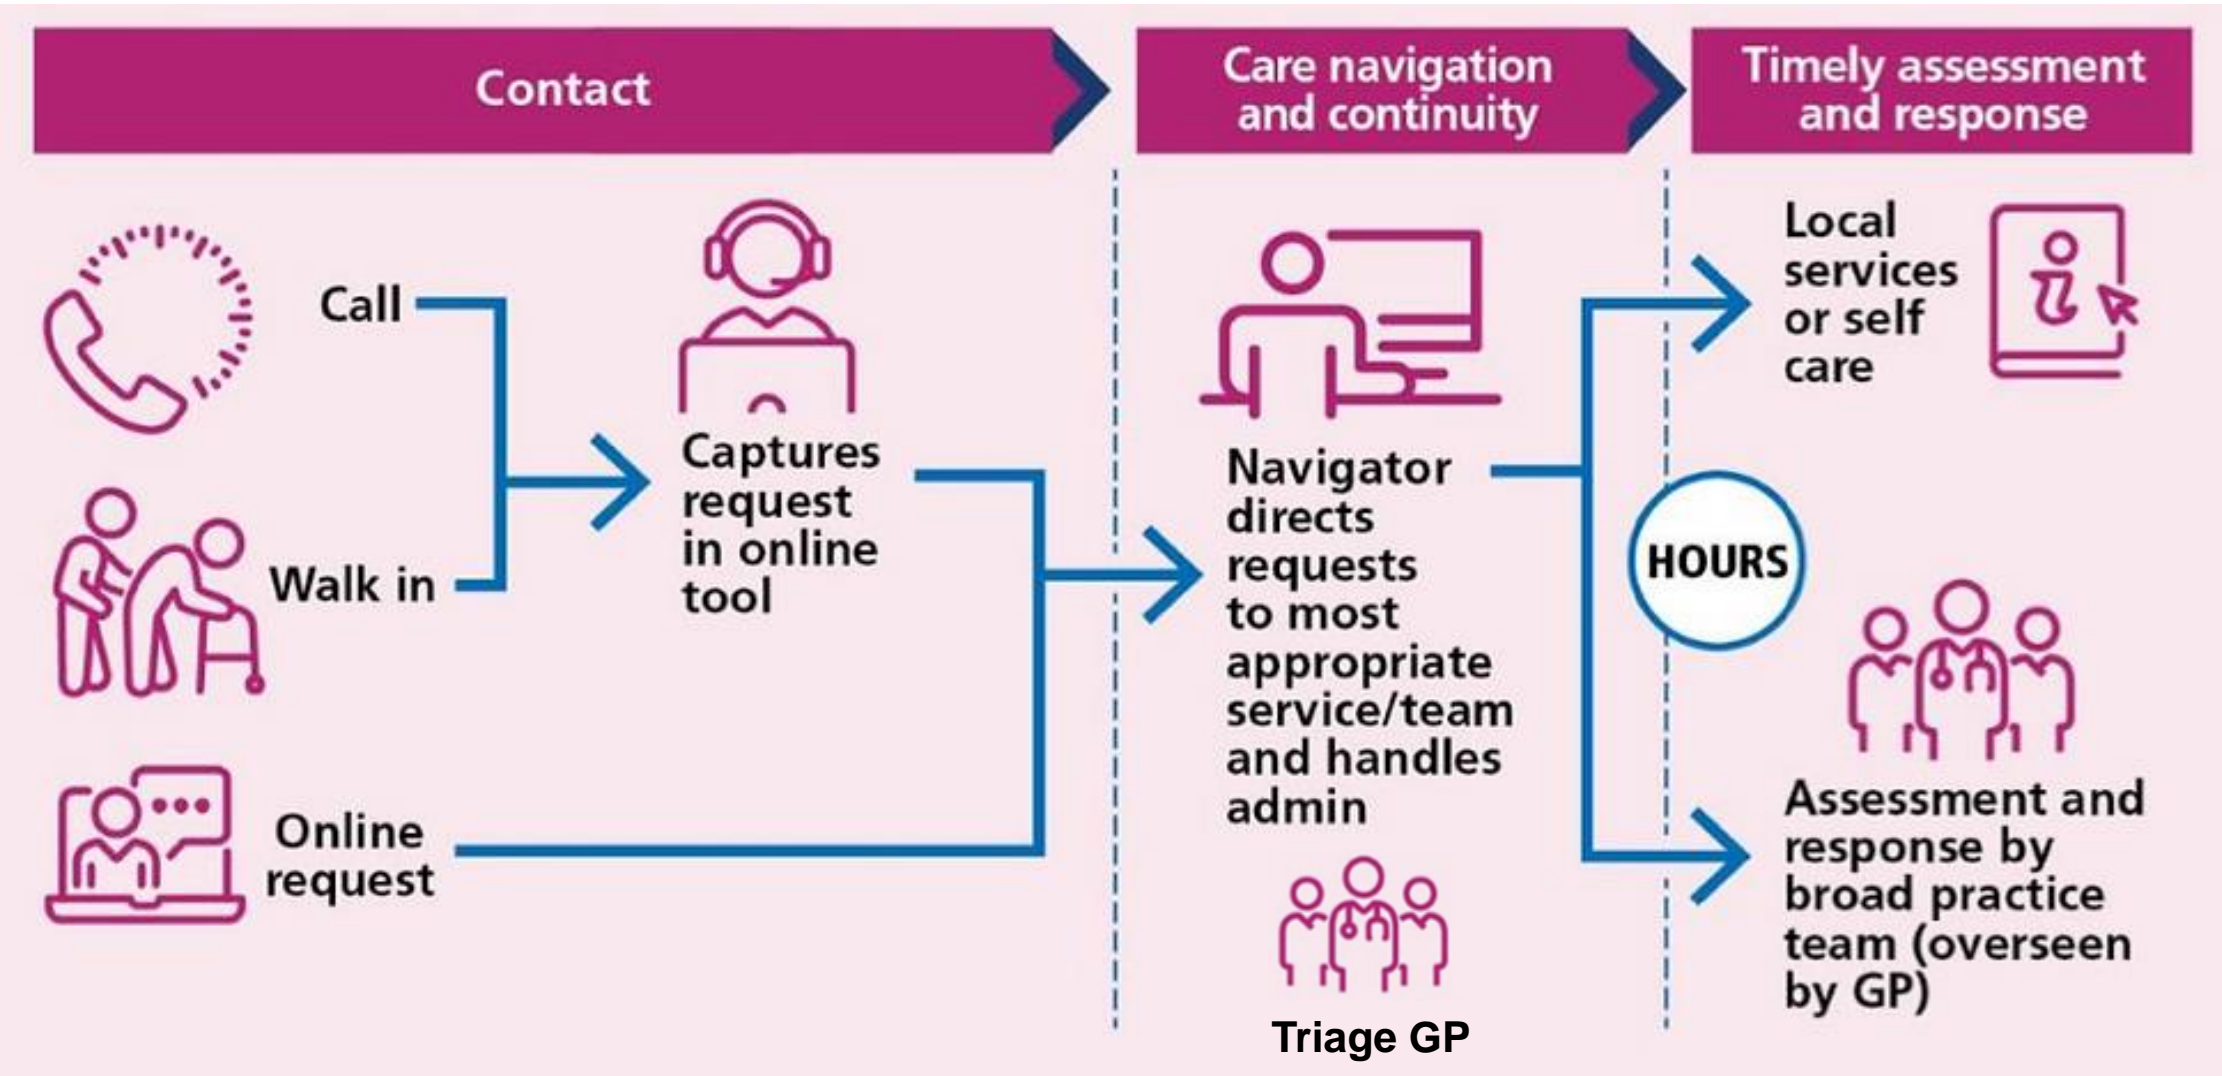 Contact
Care navigation
and continuity
Timely assessment
and response
Call
Walk in
Online
request
Captures
request
in online
tool
Navigator
directs
requests
to most
appropriate
service/team
and handles
admin
Triage GP
HOURS
Local
services
or self
care
Assessment and
response by
broad practice
team (overseen
by GP)